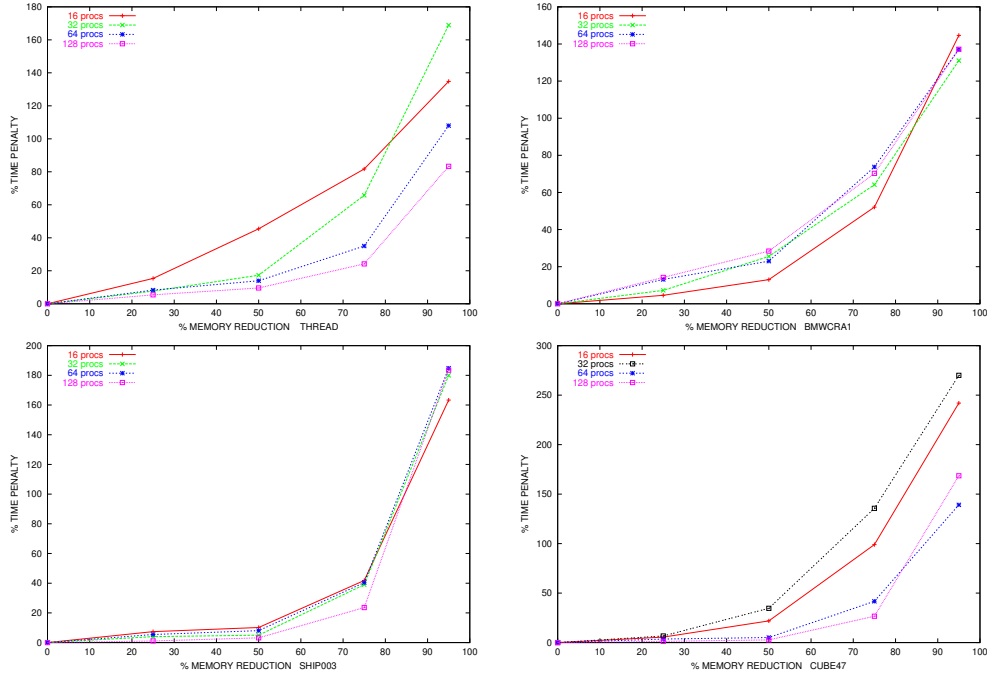 180
160
140
120
100
80
60
40
20
0
% TIME PENALTY
16 procs
32 procs
64 procs
128 procs
0 10 20 30 40 50 60 70 80 90 100
% MEMORY REDUCTION THREAD
160
140
120
100
80
60
40
20
0
% TIME PENALTY
16 procs
32 procs
64 procs
128 procs
0 10 20 30 40 50 60 70 80 90 100
% MEMORY REDUCTION BMWCRA1
200
180
160
140
120
100
80
60
40
20
0
% TIME PENALTY
16 procs
32 procs
64 procs
128 procs
0 10 20 30 40 50 60 70 80 90 100
% MEMORY REDUCTION SHIP003
300
250
200
150
100
50
0
% TIME PENALTY
16 procs
32 procs
64 procs
128 procs
0 10 20 30 40 50 60 70 80 90 100
% MEMORY REDUCTION CUBE47